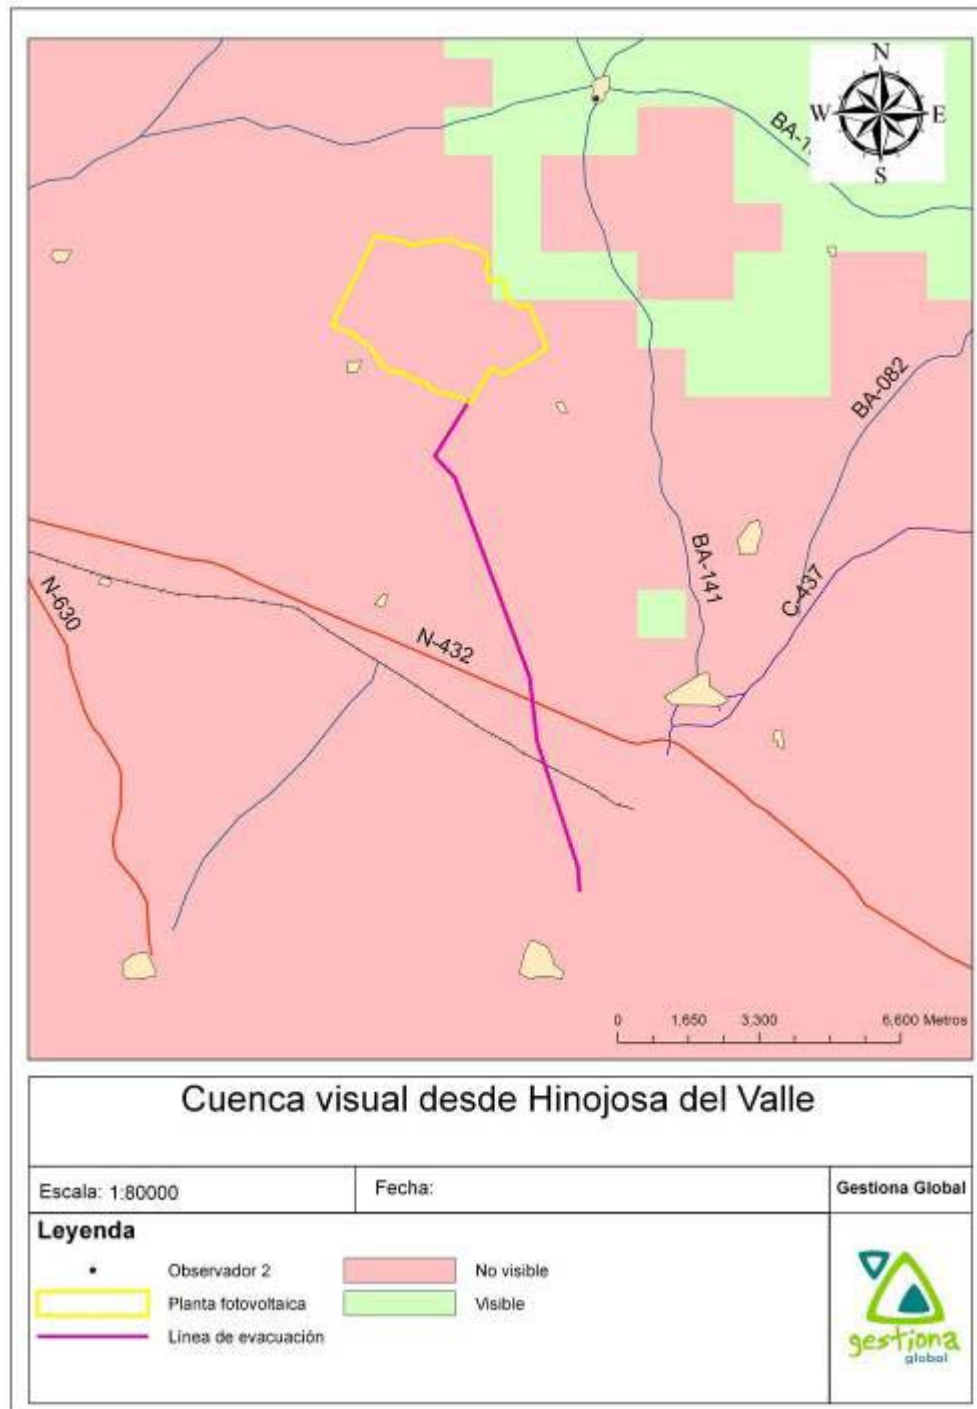 N
W E
S
BA-1
BA-082
BA-141
C-437
N-630
N-432
0 1.650 3.300 6.600 Metros
Cuenca visual desde Hinojosa del Valle
Escala: 1:80000
Fecha:
Gestiona Global
Leyenda
Observador 2
No visible
Planta fotovoltaica
Visible
Línea de evacuación
gestiona
global